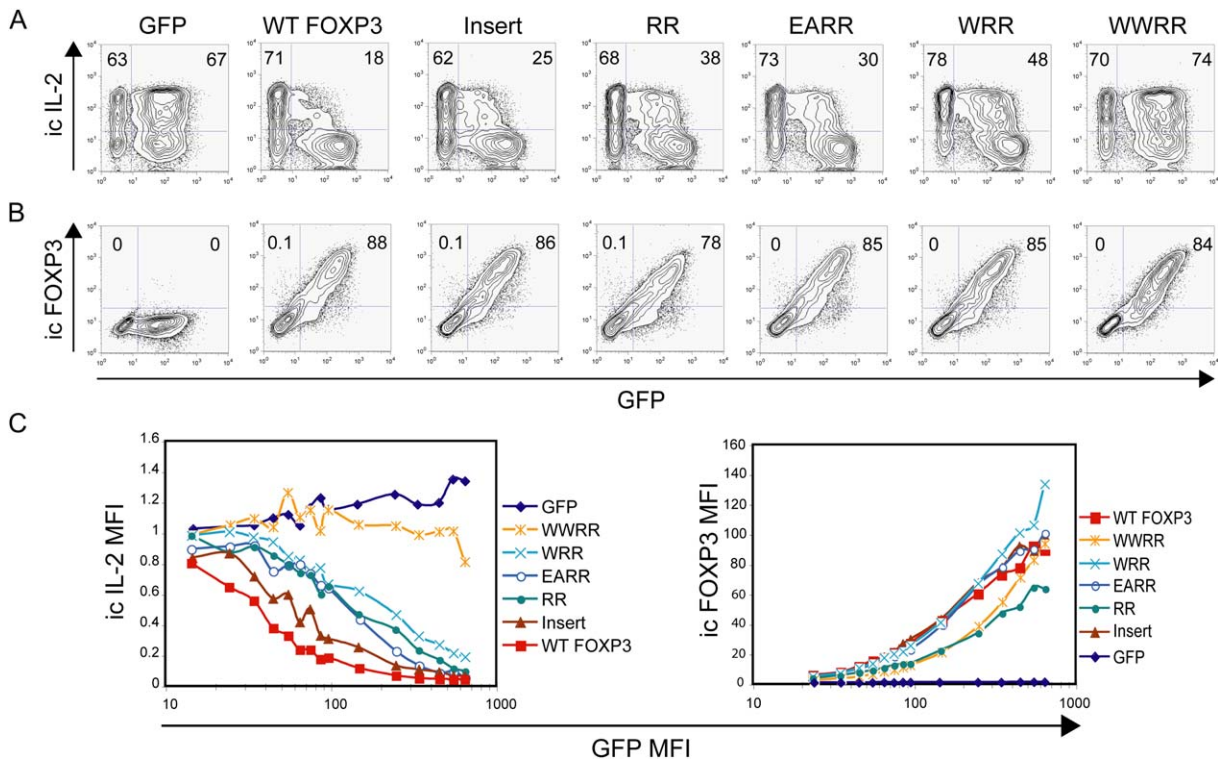 A
GFP WT FOXP3 Insert RR EARR WRR WWRR
ic IL-2
63 67 71 18 62 25 68 38 73 30 78 48 70 74
B
ic FOXP3
0 0 0.1 88 0.1 86 0.1 78 0 85 0 85 0 84
GFP
C
ic IL-2 MFI
1.6
1.4
1.2
1
0.8
0.6
0.4
0.2
0
10 100 1000
GFP
WWRR
WRR
EARR
RR
Insert
WT FOXP3
ic FOXP3 MFI
160
140
120
100
80
60
40
20
0
10 100 1000
WT FOXP3
WWRR
WRR
EARR
RR
Insert
GFP
GFP MFI